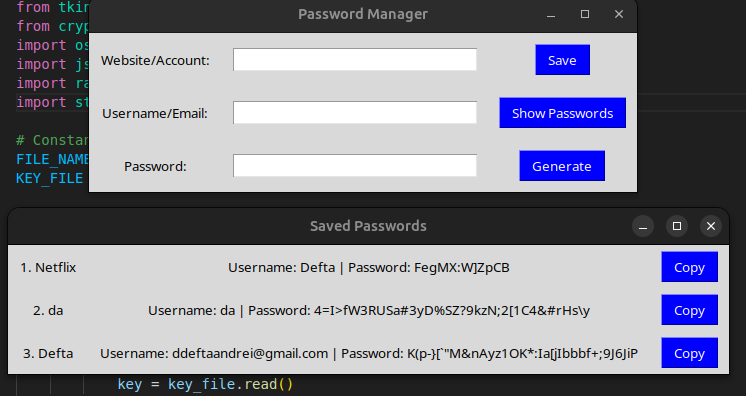 from tkin
from cryp
import os
import js
import ra
import st
# Constan
FILE_NAME
KEY_FILE
Password Manager
Website/Account:
Save
Username/Email:
Show Passwords
Password:
Generate
Saved Passwords
1. Netflix Username: Defta | Password: FegMX:W]ZpCB Copy
2. da Username: da | Password: 4=I>fW3RUSa#3yD%SZ?9kzN;2[1C4&#rHs\y Copy
3. Defta Username: ddeftaandrei@gmail.com | Password: K(p-}[`"M&nAyz1OK*:Ia[jIbbbf+;9J6JiP Copy
key = key_file.read()